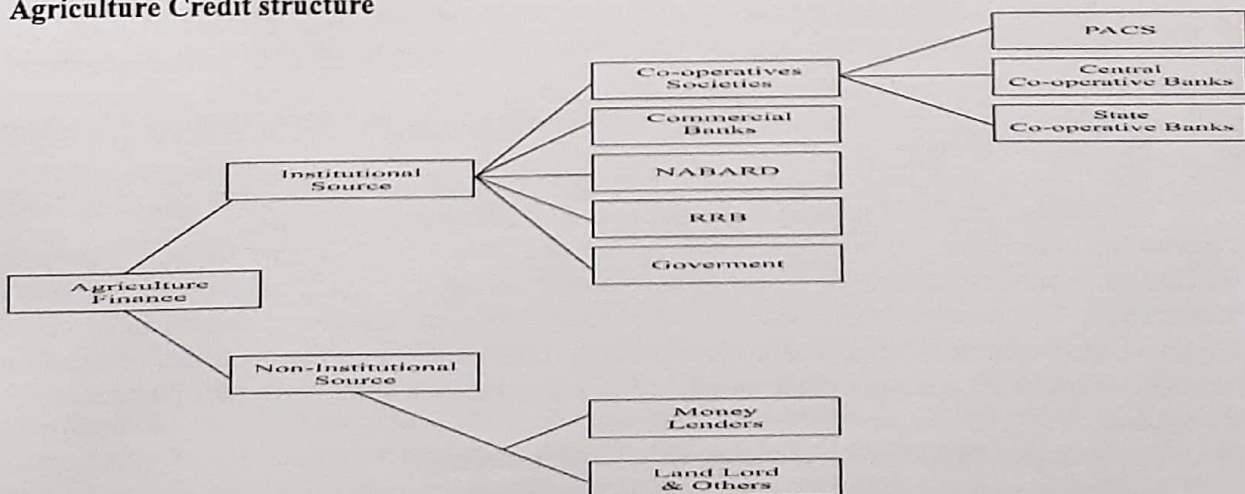 Agriculture Credit structure
PACS
Co-operatives
Societies
Central
Co-operative Banks
State
Co-operative Banks
Commercial
Banks
Institutional
Source
NABARD
RRB
Goverment
Agriculture
Finance
Non-Institutional
Source
Money
Lenders
Land Lord
& Others